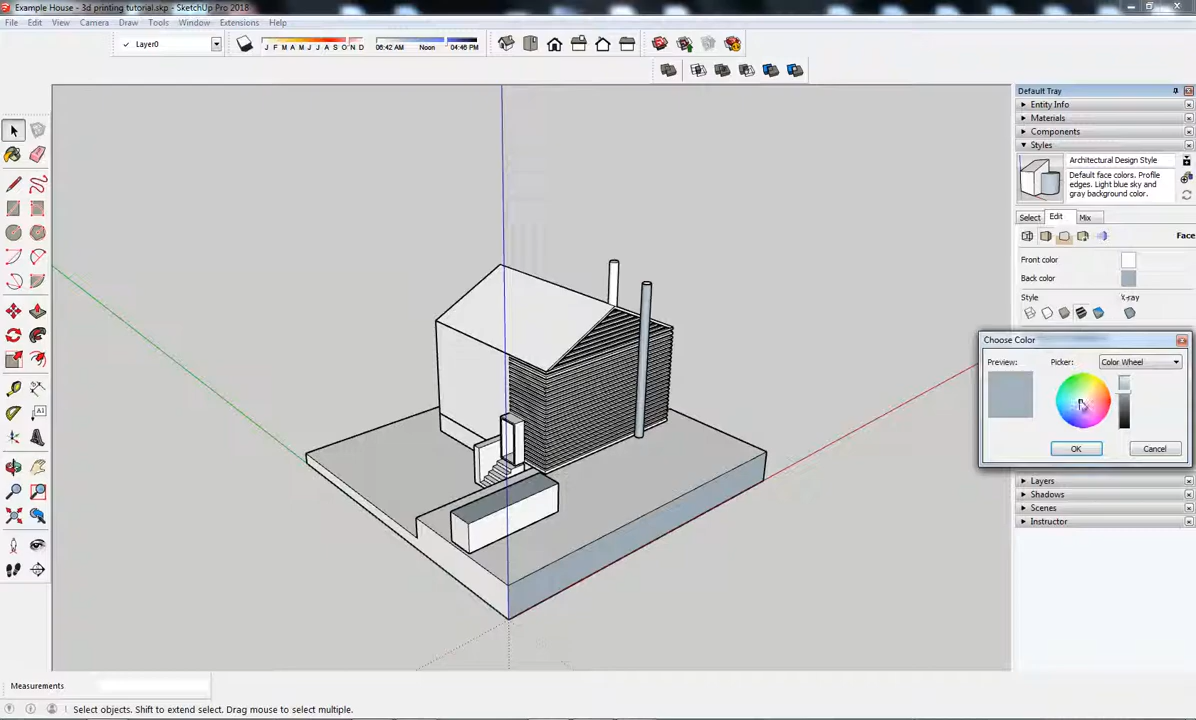 Example House - 3d printing tutorial.skp - SketchUp Pro 2018
File Edit View Camera Draw Tools Window Extensions Help
Layer0
J F M A M J J A S O N D
06:42 AM Noon 04:46 PM
Default Tray
Entity Info
Materials
Components
Styles
Architectural Design Style
Default face colors. Profile
edges. Light blue sky and
gray background color.
Select Edit Mix
Face
Front color
Back color
Style X-ray
Choose Color
Preview: Picker: Color Wheel
OK Cancel
Layers
Shadows
Scenes
Instructor
Measurements
Select objects. Shift to extend select. Drag mouse to select multiple.